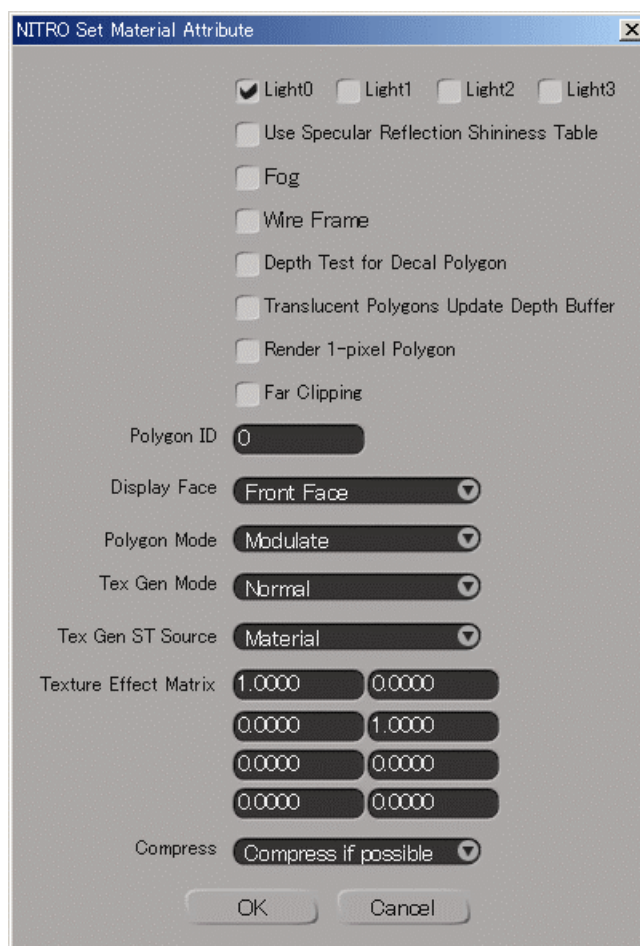 NITRO Set Material Attribute
Light0 Light1 Light2 Light3
Use Specular Reflection Shininess Table
Fog
Wire Frame
Depth Test for Decal Polygon
Translucent Polygons Update Depth Buffer
Render 1-pixel Polygon
Far Clipping
Polygon ID 0
Display Face Front Face
Polygon Mode Modulate
Tex Gen Mode Normal
Tex Gen ST Source Material
Texture Effect Matrix 1.0000 0.0000
0.0000 1.0000
0.0000 0.0000
0.0000 0.0000
Compress Compress if possible
OK Cancel